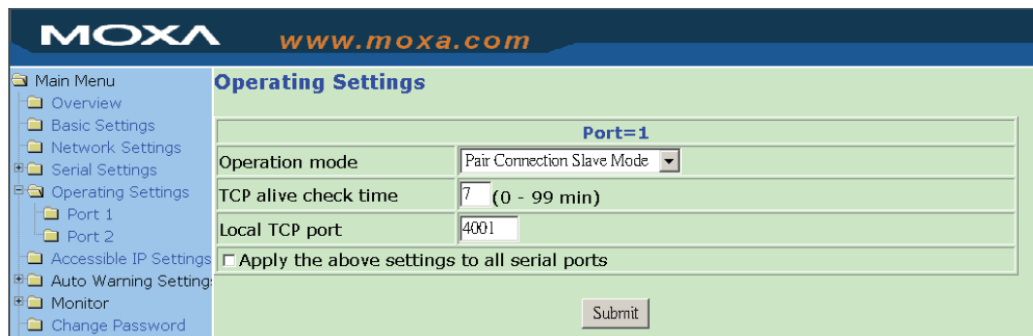 MOXA www.moxa.com
Main Menu
Overview
Basic Settings
Network Settings
Serial Settings
Operating Settings
Port 1
Port 2
Accessible IP Settings
Auto Warning Setting
Monitor
Change Password
Operating Settings
Port=1
Operation mode Pair Connection Slave Mode
TCP alive check time 7 (0 - 99 min)
Local TCP port 4001
Apply the above settings to all serial ports
Submit